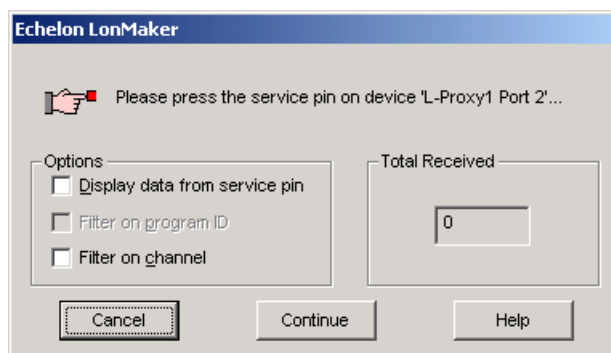 Echelon LonMaker
Please press the service pin on device 'L-Proxy1 Port 2'...
Options
Total Received
Display data from service pin
Filter on program ID
0
Filter on channel
Cancel
Continue
Help